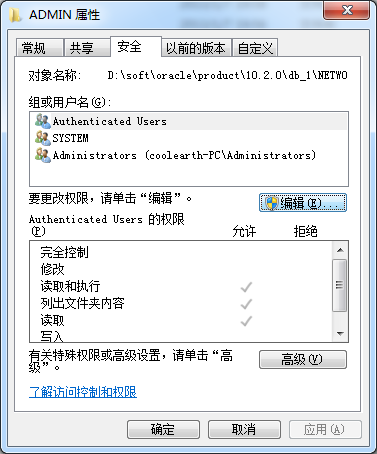 ADMIN 属性
常规 共享 安全 以前的版本 自定义
对象名称: D:\soft\oracle\product\10.2.0\db_1\NETWO
组或用户名(G):
Authenticated Users
SYSTEM
Administrators (coolearth-PC\Administrators)
要更改权限，请单击“编辑”。
编辑(E)...
Authenticated Users 的权限
(P) 允许 拒绝
完全控制
修改
读取和执行
列出文件夹内容
读取
写入
有关特殊权限或高级设置，请单击“高
级”。
高级(V)
了解访问控制和权限
确定 取消 应用(A)